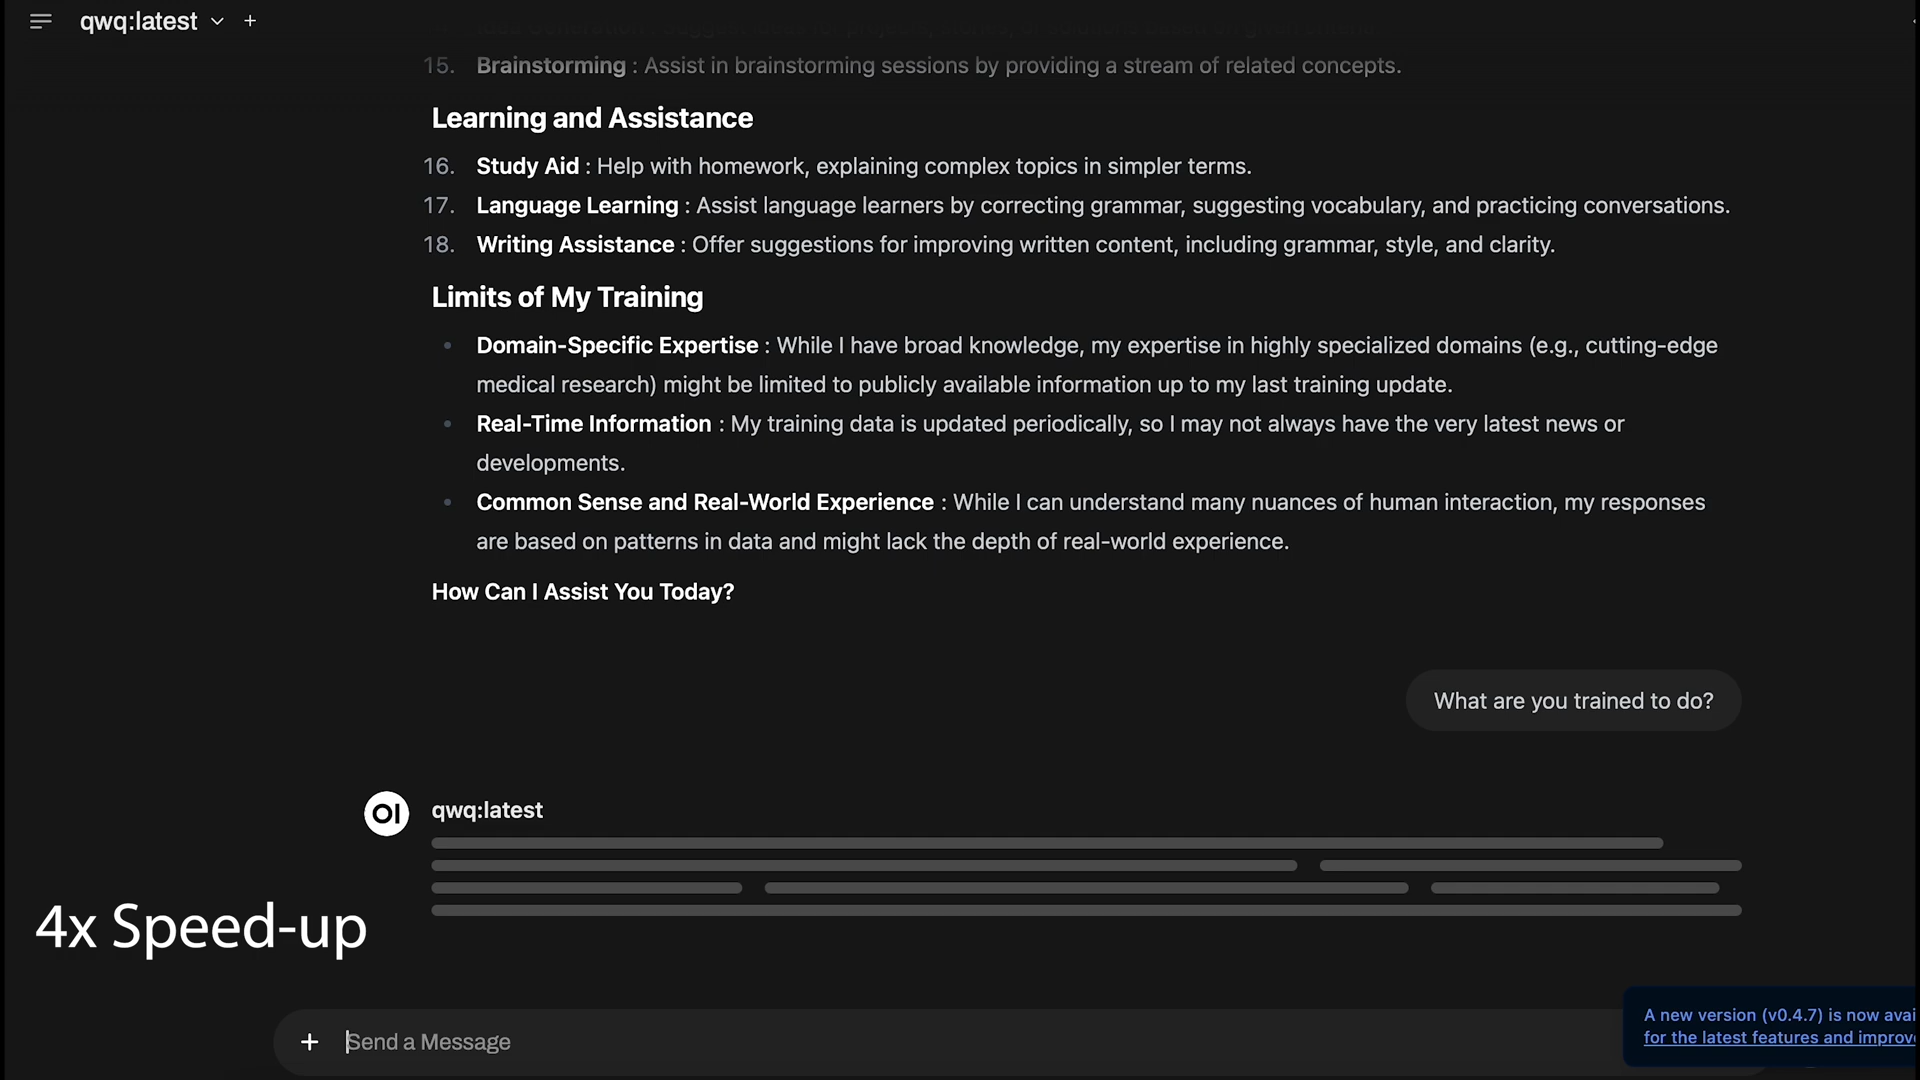 qwq:latest
15. Brainstorming : Assist in brainstorming sessions by providing a stream of related concepts.
Learning and Assistance
16. Study Aid : Help with homework, explaining complex topics in simpler terms.
17. Language Learning : Assist language learners by correcting grammar, suggesting vocabulary, and practicing conversations.
18. Writing Assistance : Offer suggestions for improving written content, including grammar, style, and clarity.
Limits of My Training
• Domain-Specific Expertise : While I have broad knowledge, my expertise in highly specialized domains (e.g., cutting-edge
medical research) might be limited to publicly available information up to my last training update.
• Real-Time Information : My training data is updated periodically, so I may not always have the very latest news or
developments.
• Common Sense and Real-World Experience : While I can understand many nuances of human interaction, my responses
are based on patterns in data and might lack the depth of real-world experience.
How Can I Assist You Today?
What are you trained to do?
OI qwq:latest
4x Speed-up
Send a Message
A new version (v0.4.7) is now avai
for the latest features and improve